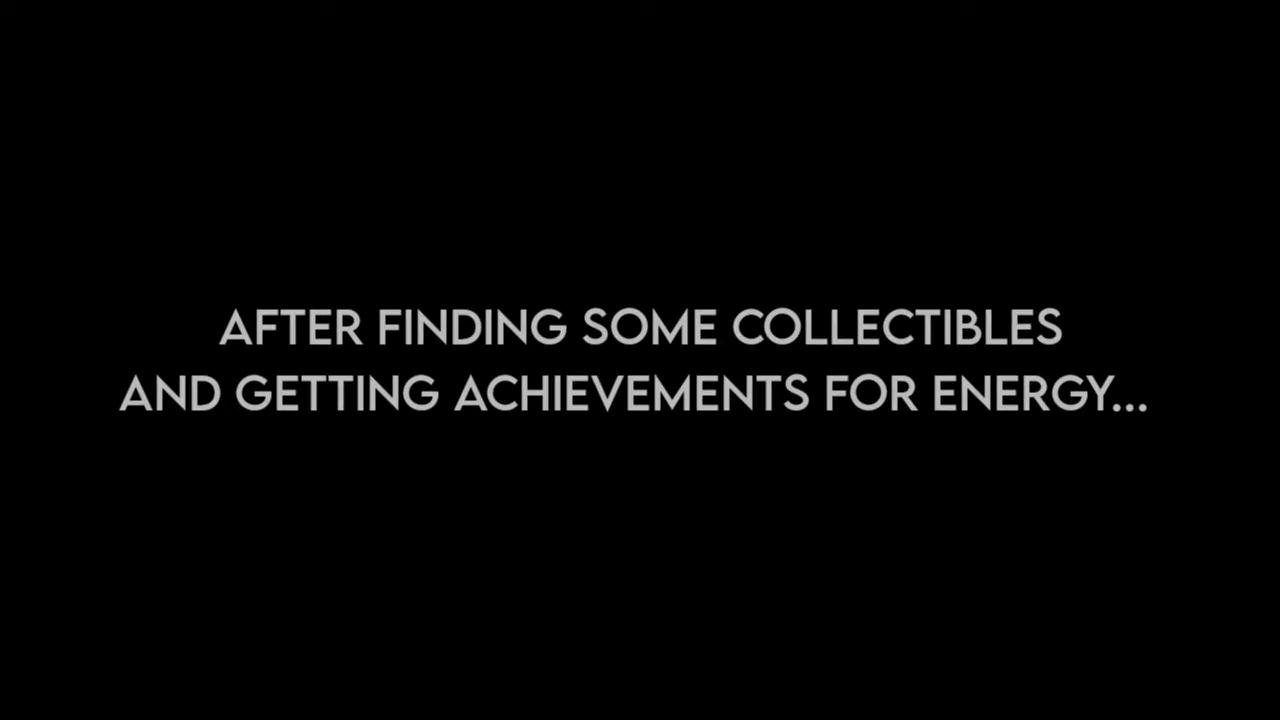 AFTER FINDING SOME COLLECTIBLES
AND GETTING ACHIEVEMENTS FOR ENERGY...